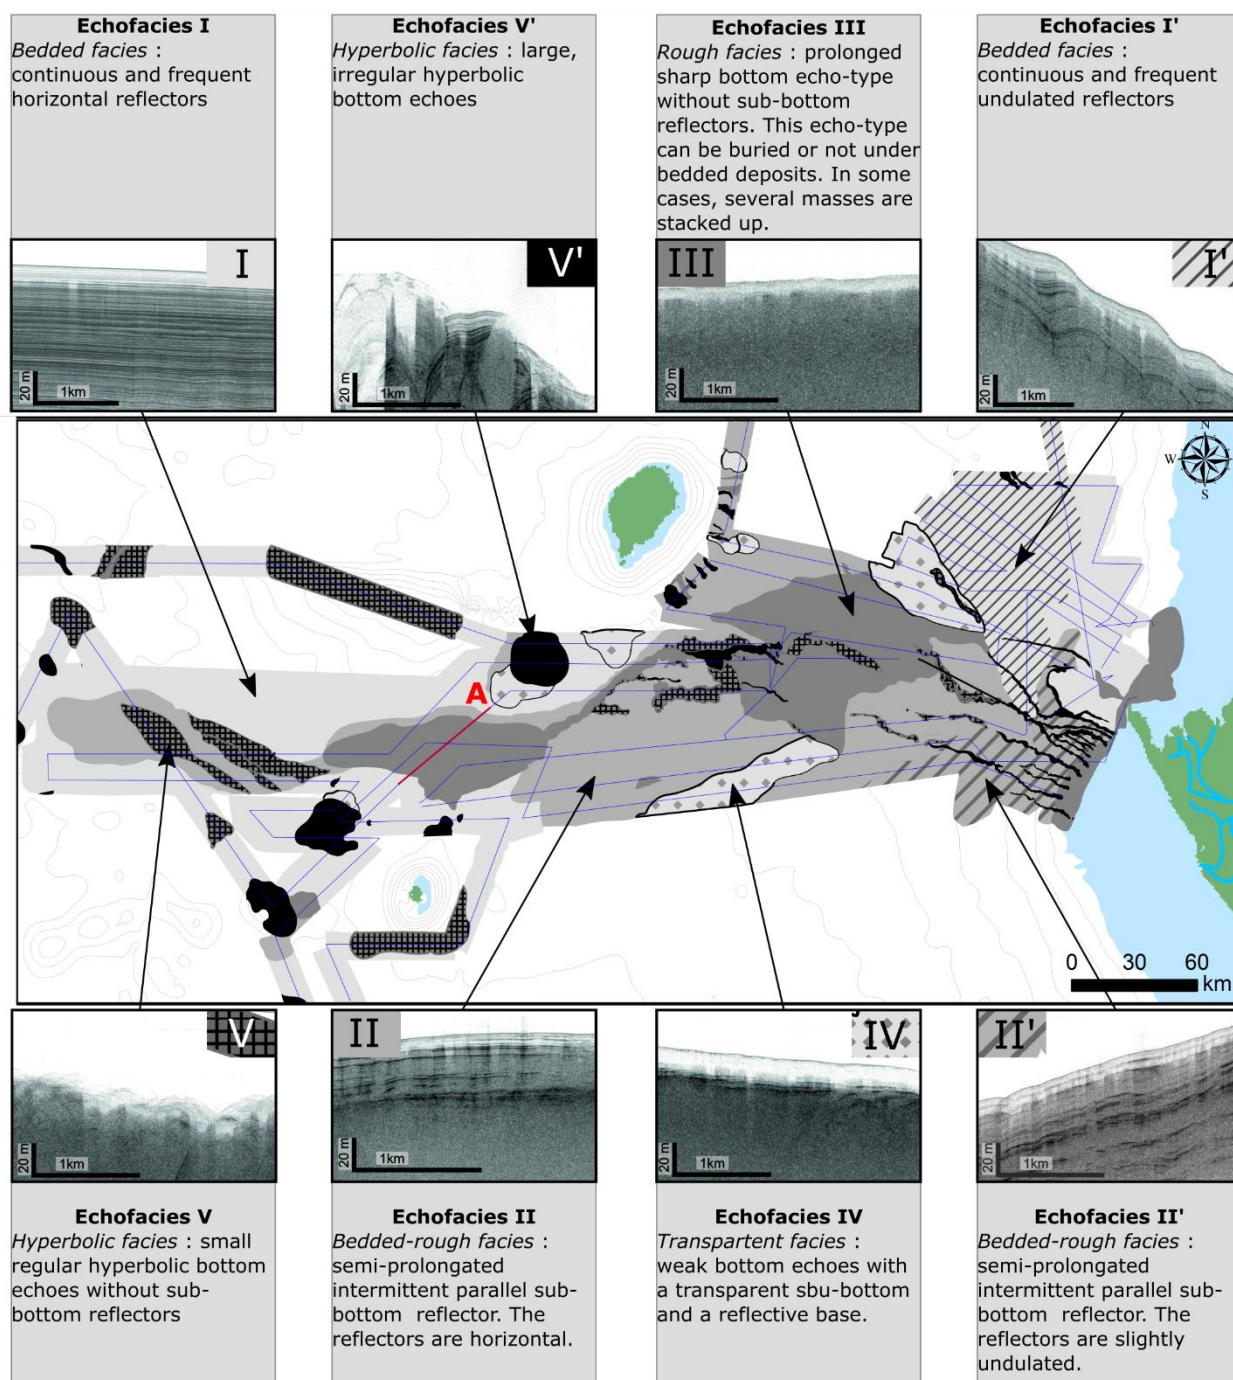 Echofacies I
Bedded facies :
continuous and frequent
horizontal reflectors
Echofacies V'
Hyperbolic facies : large,
irregular hyperbolic
bottom echoes
Echofacies III
Rough facies : prolonged
sharp bottom echo-type
without sub-bottom
reflectors. This echo-type
can be buried or not under
bedded deposits. In some
cases, several masses are
stacked up.
Echofacies I'
Bedded facies :
continuous and frequent
undulated reflectors
I
20 m
1km
V'
20 m
1km
III
20 m
1km
I'
20 m
1km
N
W
E
S
A
0 30 60
km
V
20 m
1km
II
20 m
1km
IV
20 m
1km
II'
20 m
1km
Echofacies V
Hyperbolic facies : small
regular hyperbolic bottom
echoes without sub-
bottom reflectors
Echofacies II
Bedded-rough facies :
semi-prolongated
intermittent parallel sub-
bottom reflector. The
reflectors are horizontal.
Echofacies IV
Transpartent facies :
weak bottom echoes with
a transparent sbu-bottom
and a reflective base.
Echofacies II'
Bedded-rough facies :
semi-prolongated
intermittent parallel sub-
bottom reflector. The
reflectors are slightly
undulated.